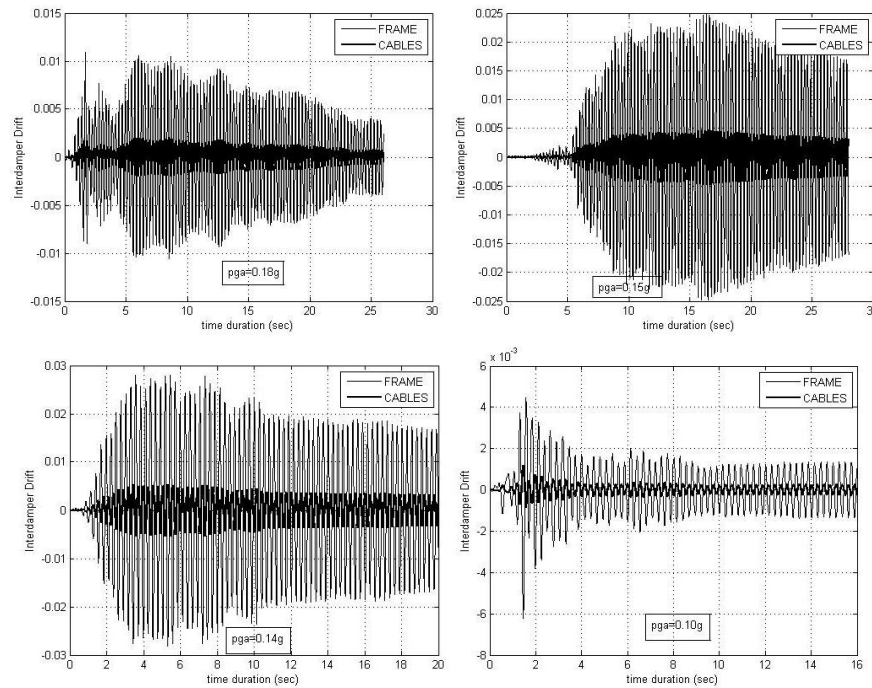 0.015
FRAME
CABLES
0.01
0.005
0
-0.005
-0.01
-0.015
Interdamper Drift
pga=0.18g
0 5 10 15 20 25 30
time duration (sec)
0.025
FRAME
CABLES
0.02
0.015
0.01
0.005
0
-0.005
-0.01
-0.015
-0.02
-0.025
Interdamper Drift
pga=0.15g
0 5 10 15 20 25 30
time duration (sec)
0.03
FRAME
CABLES
0.02
0.01
0
-0.01
-0.02
-0.03
Interdamper Drift
pga=0.14g
0 2 4 6 8 10 12 14 16 18 20
time duration (sec)
x 10⁻³
6
FRAME
CABLES
4
2
0
-2
-4
-6
-8
Interdamper Drift
pga=0.10g
0 2 4 6 8 10 12 14 16
time duration (sec)